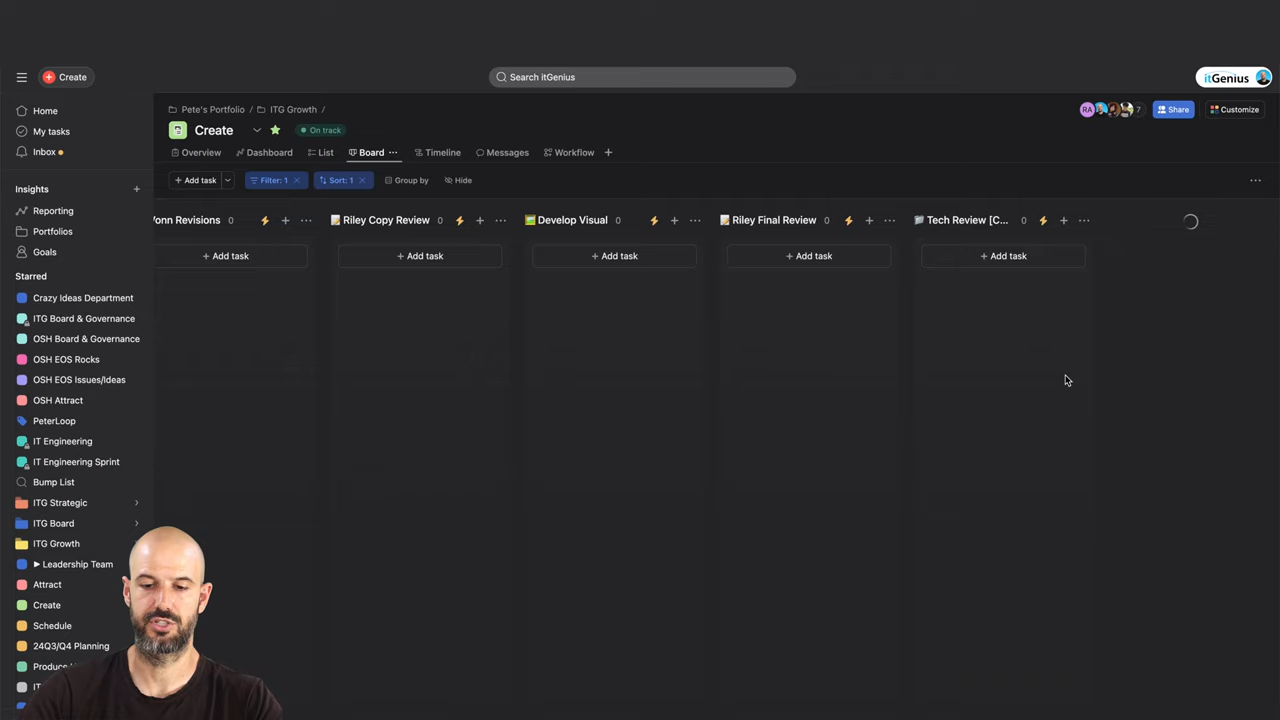 Create
Search itGenius
itGenius
Home
My tasks
Inbox
Insights
Reporting
Portfolios
Goals
Starred
Crazy Ideas Department
ITG Board & Governance
OSH Board & Governance
OSH EOS Rocks
OSH EOS Issues/Ideas
OSH Attract
PeterLoop
IT Engineering
IT Engineering Sprint
Bump List
ITG Strategic
ITG Board
ITG Growth
Leadership Team
Attract
Create
Schedule
24Q3/Q4 Planning
Pete's Portfolio / ITG Growth /
RA 7 Share Customize
Create On track
Overview Dashboard List Board Timeline Messages Workflow
Add task Filter: 1 Sort: 1 Group by Hide
Revisions 0 Riley Copy Review 0 Develop Visual 0 Riley Final Review 0 Tech Review [C... 0
+ Add task + Add task + Add task + Add task + Add task